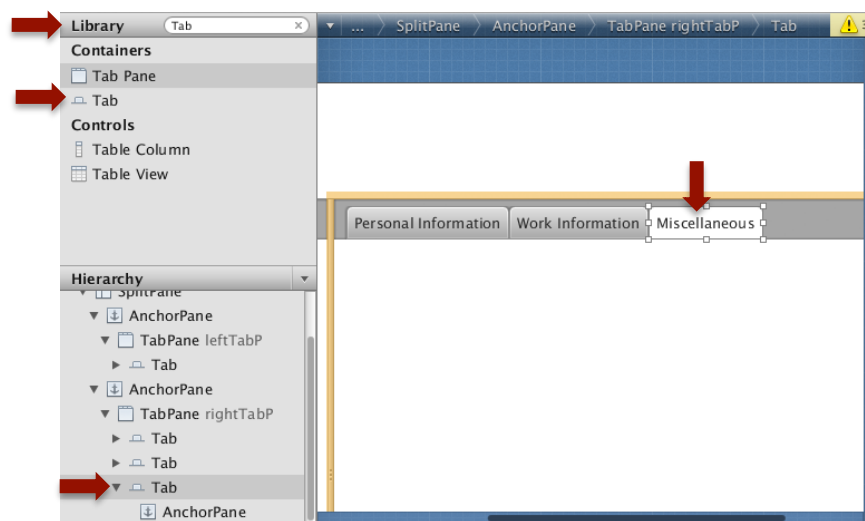 Library Tab ×
Containers
Tab Pane
Tab
Controls
Table Column
Table View
Hierarchy
SplitPane
AnchorPane
TabPane leftTabP
Tab
AnchorPane
TabPane rightTabP
Tab
Tab
Tab
AnchorPane
... SplitPane AnchorPane TabPane rightTabP Tab
Personal Information Work Information Miscellaneous